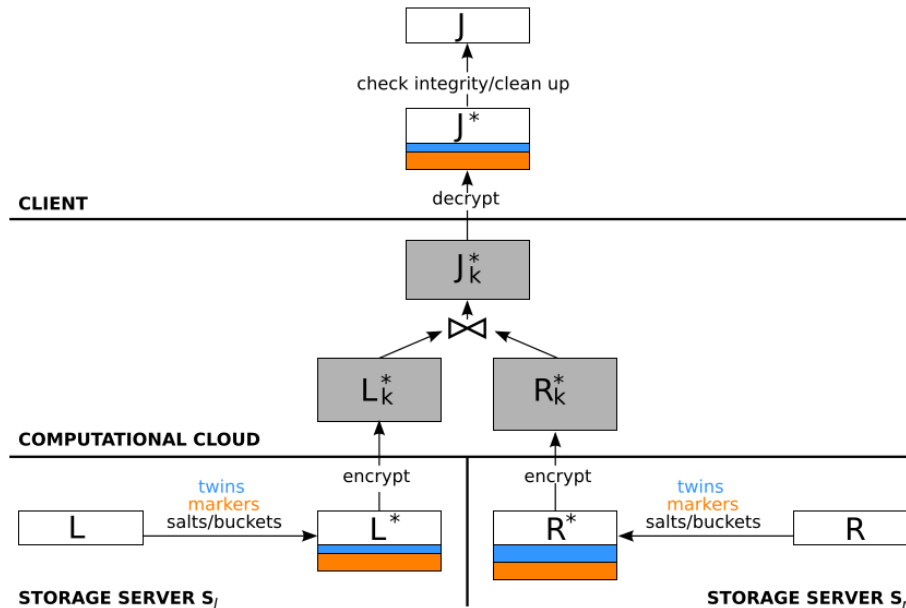 J
check integrity/clean up
J*
decrypt
CLIENT
J*k
L*k
R*k
COMPUTATIONAL CLOUD
encrypt
encrypt
twins
markers
salts/buckets
twins
markers
salts/buckets
L
L*
R*
R
STORAGE SERVER Sl
STORAGE SERVER Sr